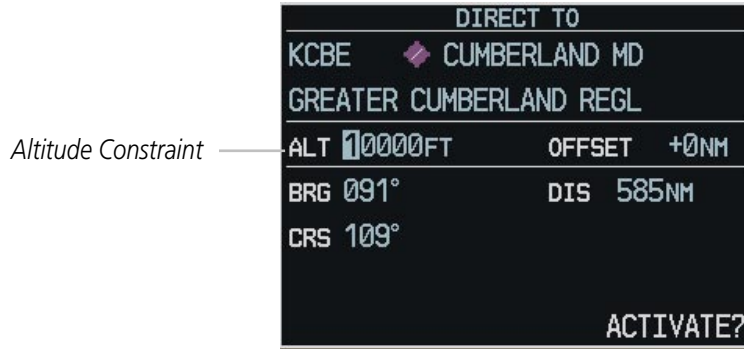 DIRECT TO
KCBE CUMBERLAND MD
GREATER CUMBERLAND REGL
Altitude Constraint
ALT 10000FT OFFSET +0NM
BRG 091° DIS 585NM
CRS 109°
ACTIVATE?